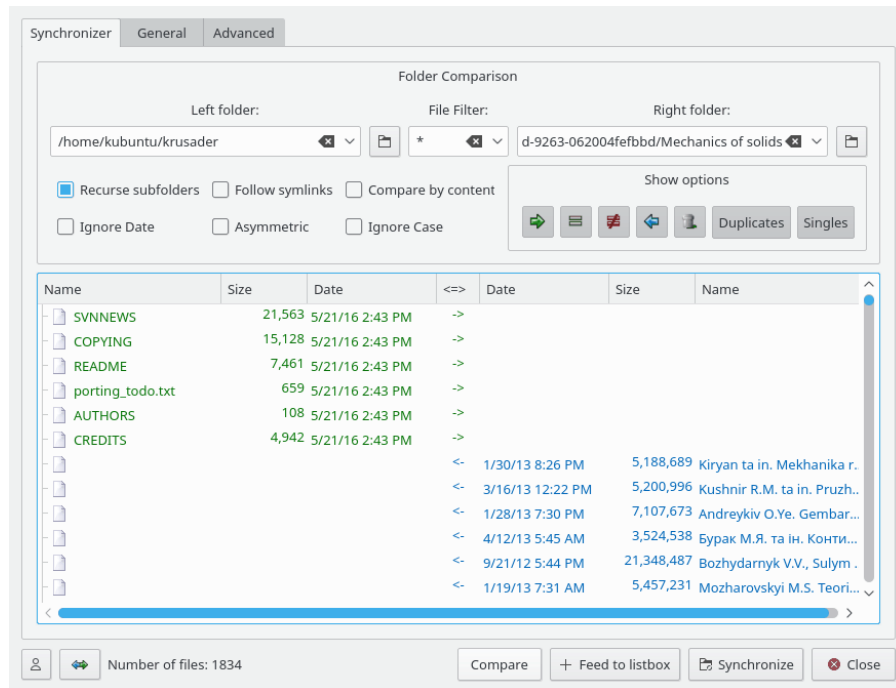 Synchronizer General Advanced
Folder Comparison
Left folder: File Filter: Right folder:
/home/kubuntu/krusader * d-9263-062004fefbbd/Mechanics of solids
Recurse subfolders Follow symlinks Compare by content
Show options
Ignore Date Asymmetric Ignore Case
Duplicates Singles
Name Size Date <=> Date Size Name
SVNNEWS 21,563 5/21/16 2:43 PM ->
COPYING 15,128 5/21/16 2:43 PM ->
README 7,461 5/21/16 2:43 PM ->
porting_todo.txt 659 5/21/16 2:43 PM ->
AUTHORS 108 5/21/16 2:43 PM ->
CREDITS 4,942 5/21/16 2:43 PM ->
<- 1/30/13 8:26 PM 5,188,689 Kiryan ta in. Mekhanika r..
<- 3/16/13 12:22 PM 5,200,996 Kushnir R.M. ta in. Pruzh..
<- 1/28/13 7:30 PM 7,107,673 Andreykiv O.Ye. Gembar...
<- 4/12/13 5:45 AM 3,524,538 Бурак М.Я. та ін. Конти...
<- 9/21/12 5:44 PM 21,348,487 Bozhydarnyk V.V., Sulym .
<- 1/19/13 7:31 AM 5,457,231 Mozharovskyi M.S. Teori...
Number of files: 1834 Compare + Feed to listbox Synchronize Close